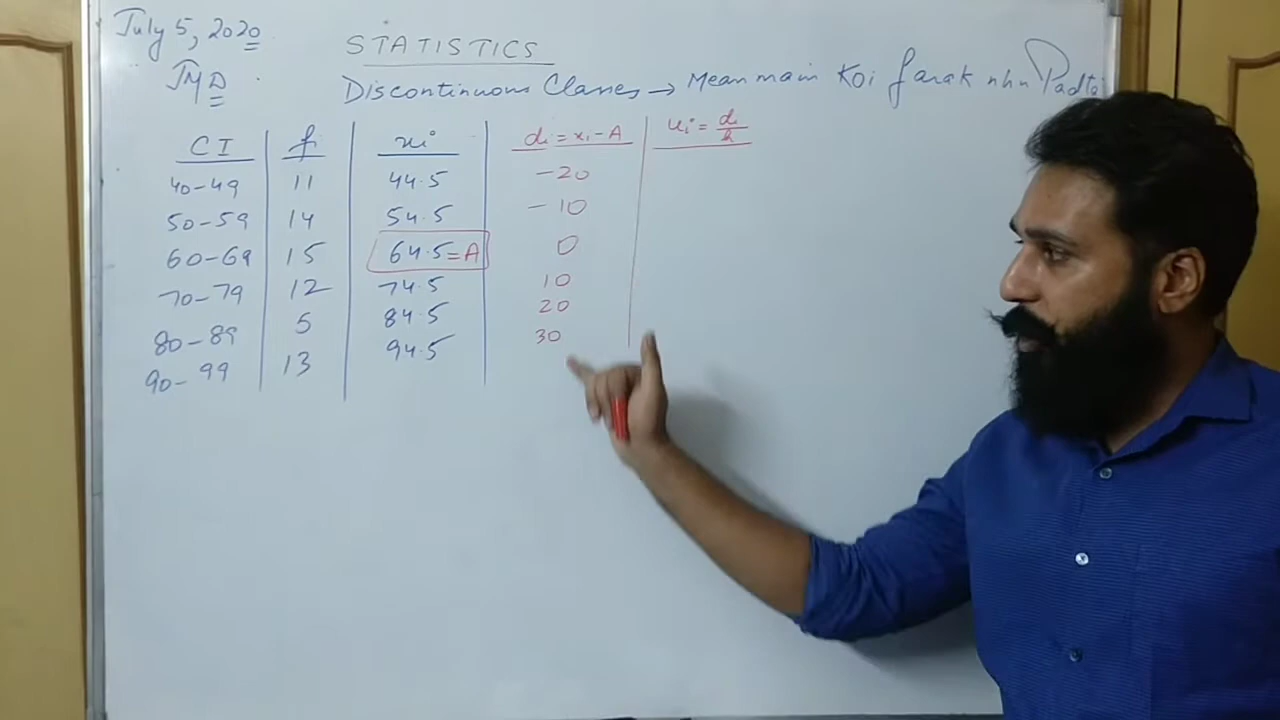 July 5, 2020
STATISTICS
JMD
Discontinuous Classes → Mean main Koi farak nhn Padta
CI f xi di = xi - A ui = di/h
40-49 11 44.5 -20
50-59 14 54.5 -10
60-69 15 64.5 = A 0
70-79 12 74.5 10
80-89 5 84.5 20
90-99 13 94.5 30